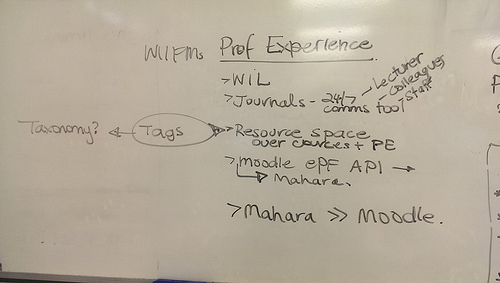 WIIFMs Prof Experience
> WiL
> Journals - 24/7 comms tool - Lecturer
- Colleagues
- Staff
Taxonomy? ← Tags → > Resource space
over courses + PE
> Moodle ePF API →
→ Mahara.
> Mahara >> Moodle.